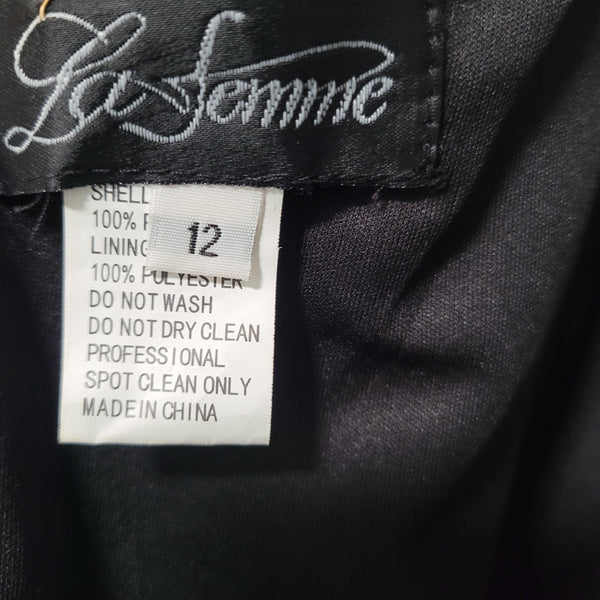 La Femme
SHELL
12
100%
LINING
100% POLYESTER
DO NOT WASH
DO NOT DRY CLEAN
PROFESSIONAL
SPOT CLEAN ONLY
MADE IN CHINA